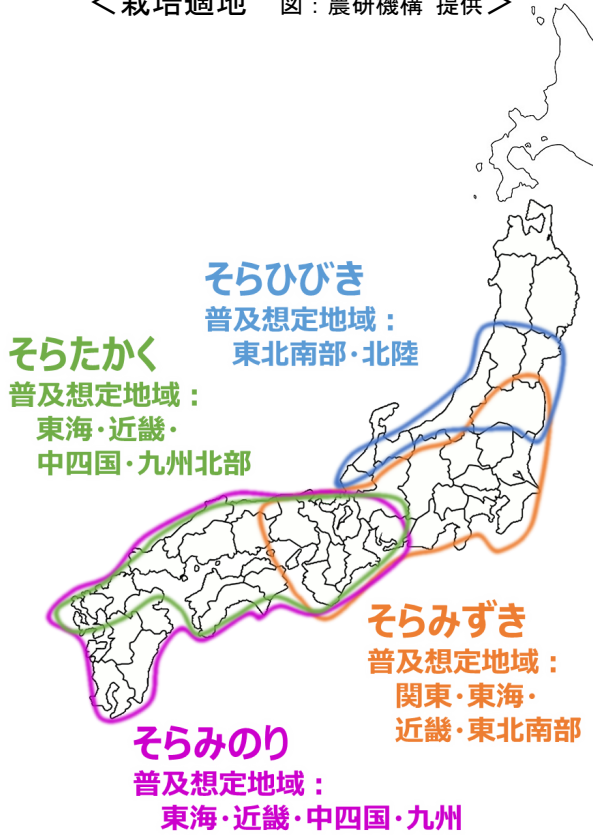 ＜栽培適地　図：農研機構 提供＞
そらひびき
普及想定地域：
東北南部・北陸
そらたかく
普及想定地域：
東海・近畿・
中四国・九州北部
そらみずき
普及想定地域：
関東・東海・
近畿・東北南部
そらみのり
普及想定地域：
東海・近畿・中四国・九州